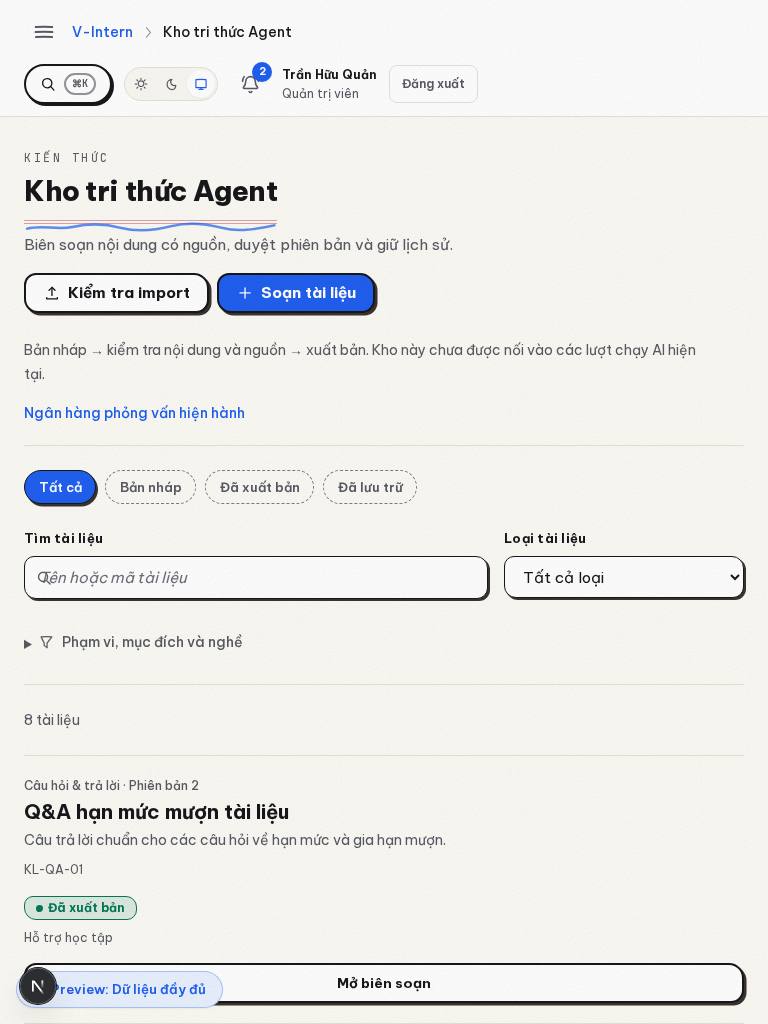 V-Intern > Kho tri thức Agent
⌘K
2
Trần Hữu Quản
Quản trị viên
Đăng xuất
KIẾN THỨC
Kho tri thức Agent
Biên soạn nội dung có nguồn, duyệt phiên bản và giữ lịch sử.
Kiểm tra import
Soạn tài liệu
Bản nháp → kiểm tra nội dung và nguồn → xuất bản. Kho này chưa được nối vào các lượt chạy AI hiện
tại.
Ngân hàng phỏng vấn hiện hành
Tất cả
Bản nháp
Đã xuất bản
Đã lưu trữ
Tìm tài liệu
Loại tài liệu
Tên hoặc mã tài liệu
Tất cả loại
Phạm vi, mục đích và nghề
8 tài liệu
Câu hỏi & trả lời · Phiên bản 2
Q&A hạn mức mượn tài liệu
Câu trả lời chuẩn cho các câu hỏi về hạn mức và gia hạn mượn.
KL-QA-01
Đã xuất bản
Hỗ trợ học tập
Mở biên soạn
N
Preview: Dữ liệu đầy đủ